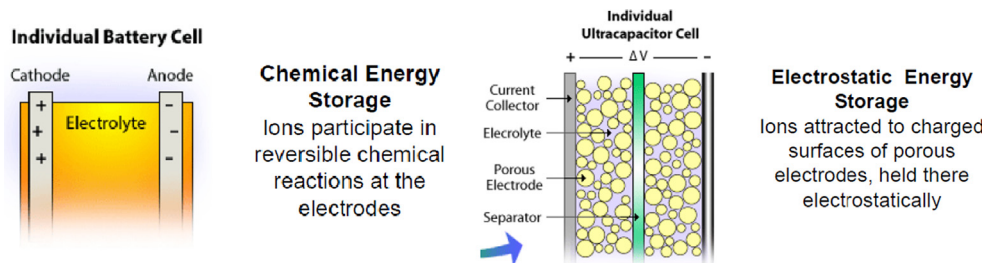 Individual Battery Cell
Cathode
Anode
+
+
+
Electrolyte
-
-
-
Chemical Energy
Storage
Ions participate in
reversible chemical
reactions at the
electrodes
Individual
Ultracapacitor Cell
+
ΔV
-
Current
Collector
Elecrolyte
Porous
Electrode
Separator
Electrostatic Energy
Storage
Ions attracted to charged
surfaces of porous
electrodes, held there
electrostatically